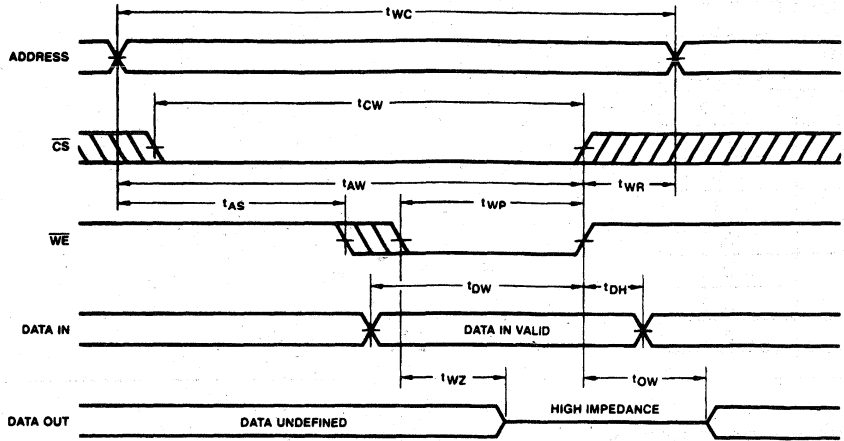 tWC
ADDRESS
tCW
CS
tAW
tWR
tAS
tWP
WE
tDW
tDH
DATA IN
DATA IN VALID
tWZ
tOW
HIGH IMPEDANCE
DATA OUT
DATA UNDEFINED